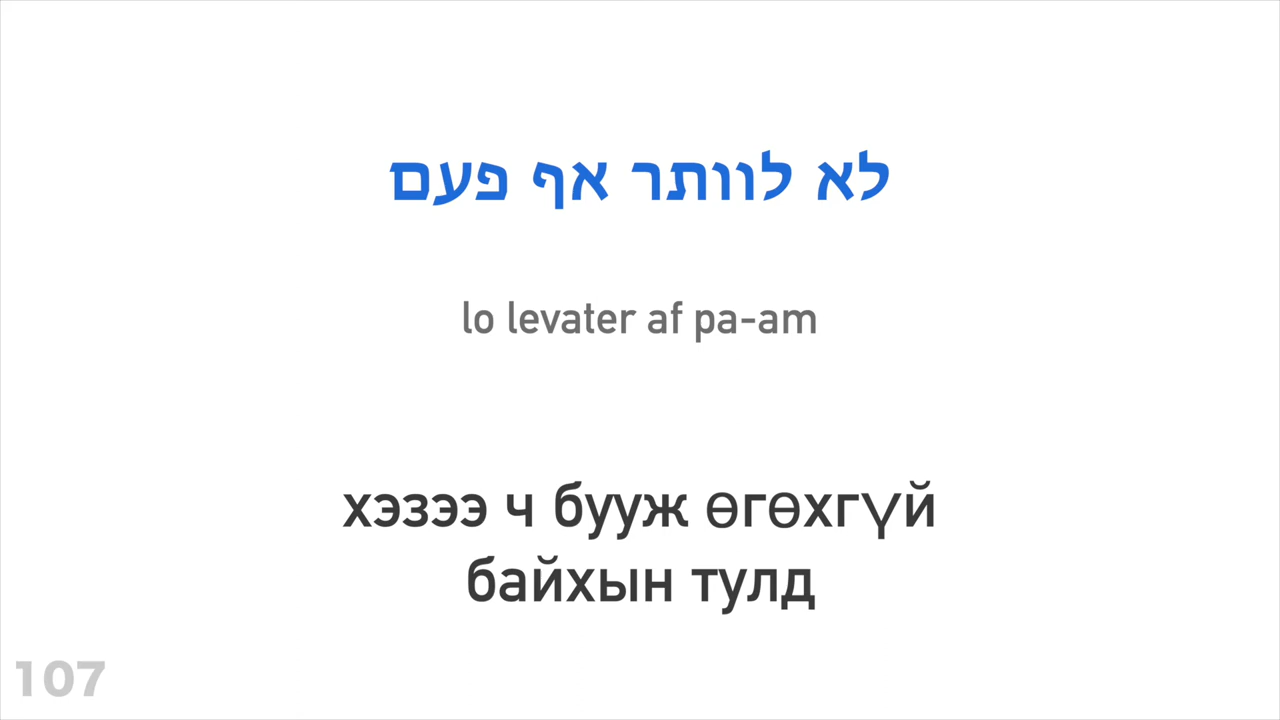 לא לוותר אף פעם
lo levater af pa-am
хэзээ ч бууж өгөхгүй
байхын тулд
107